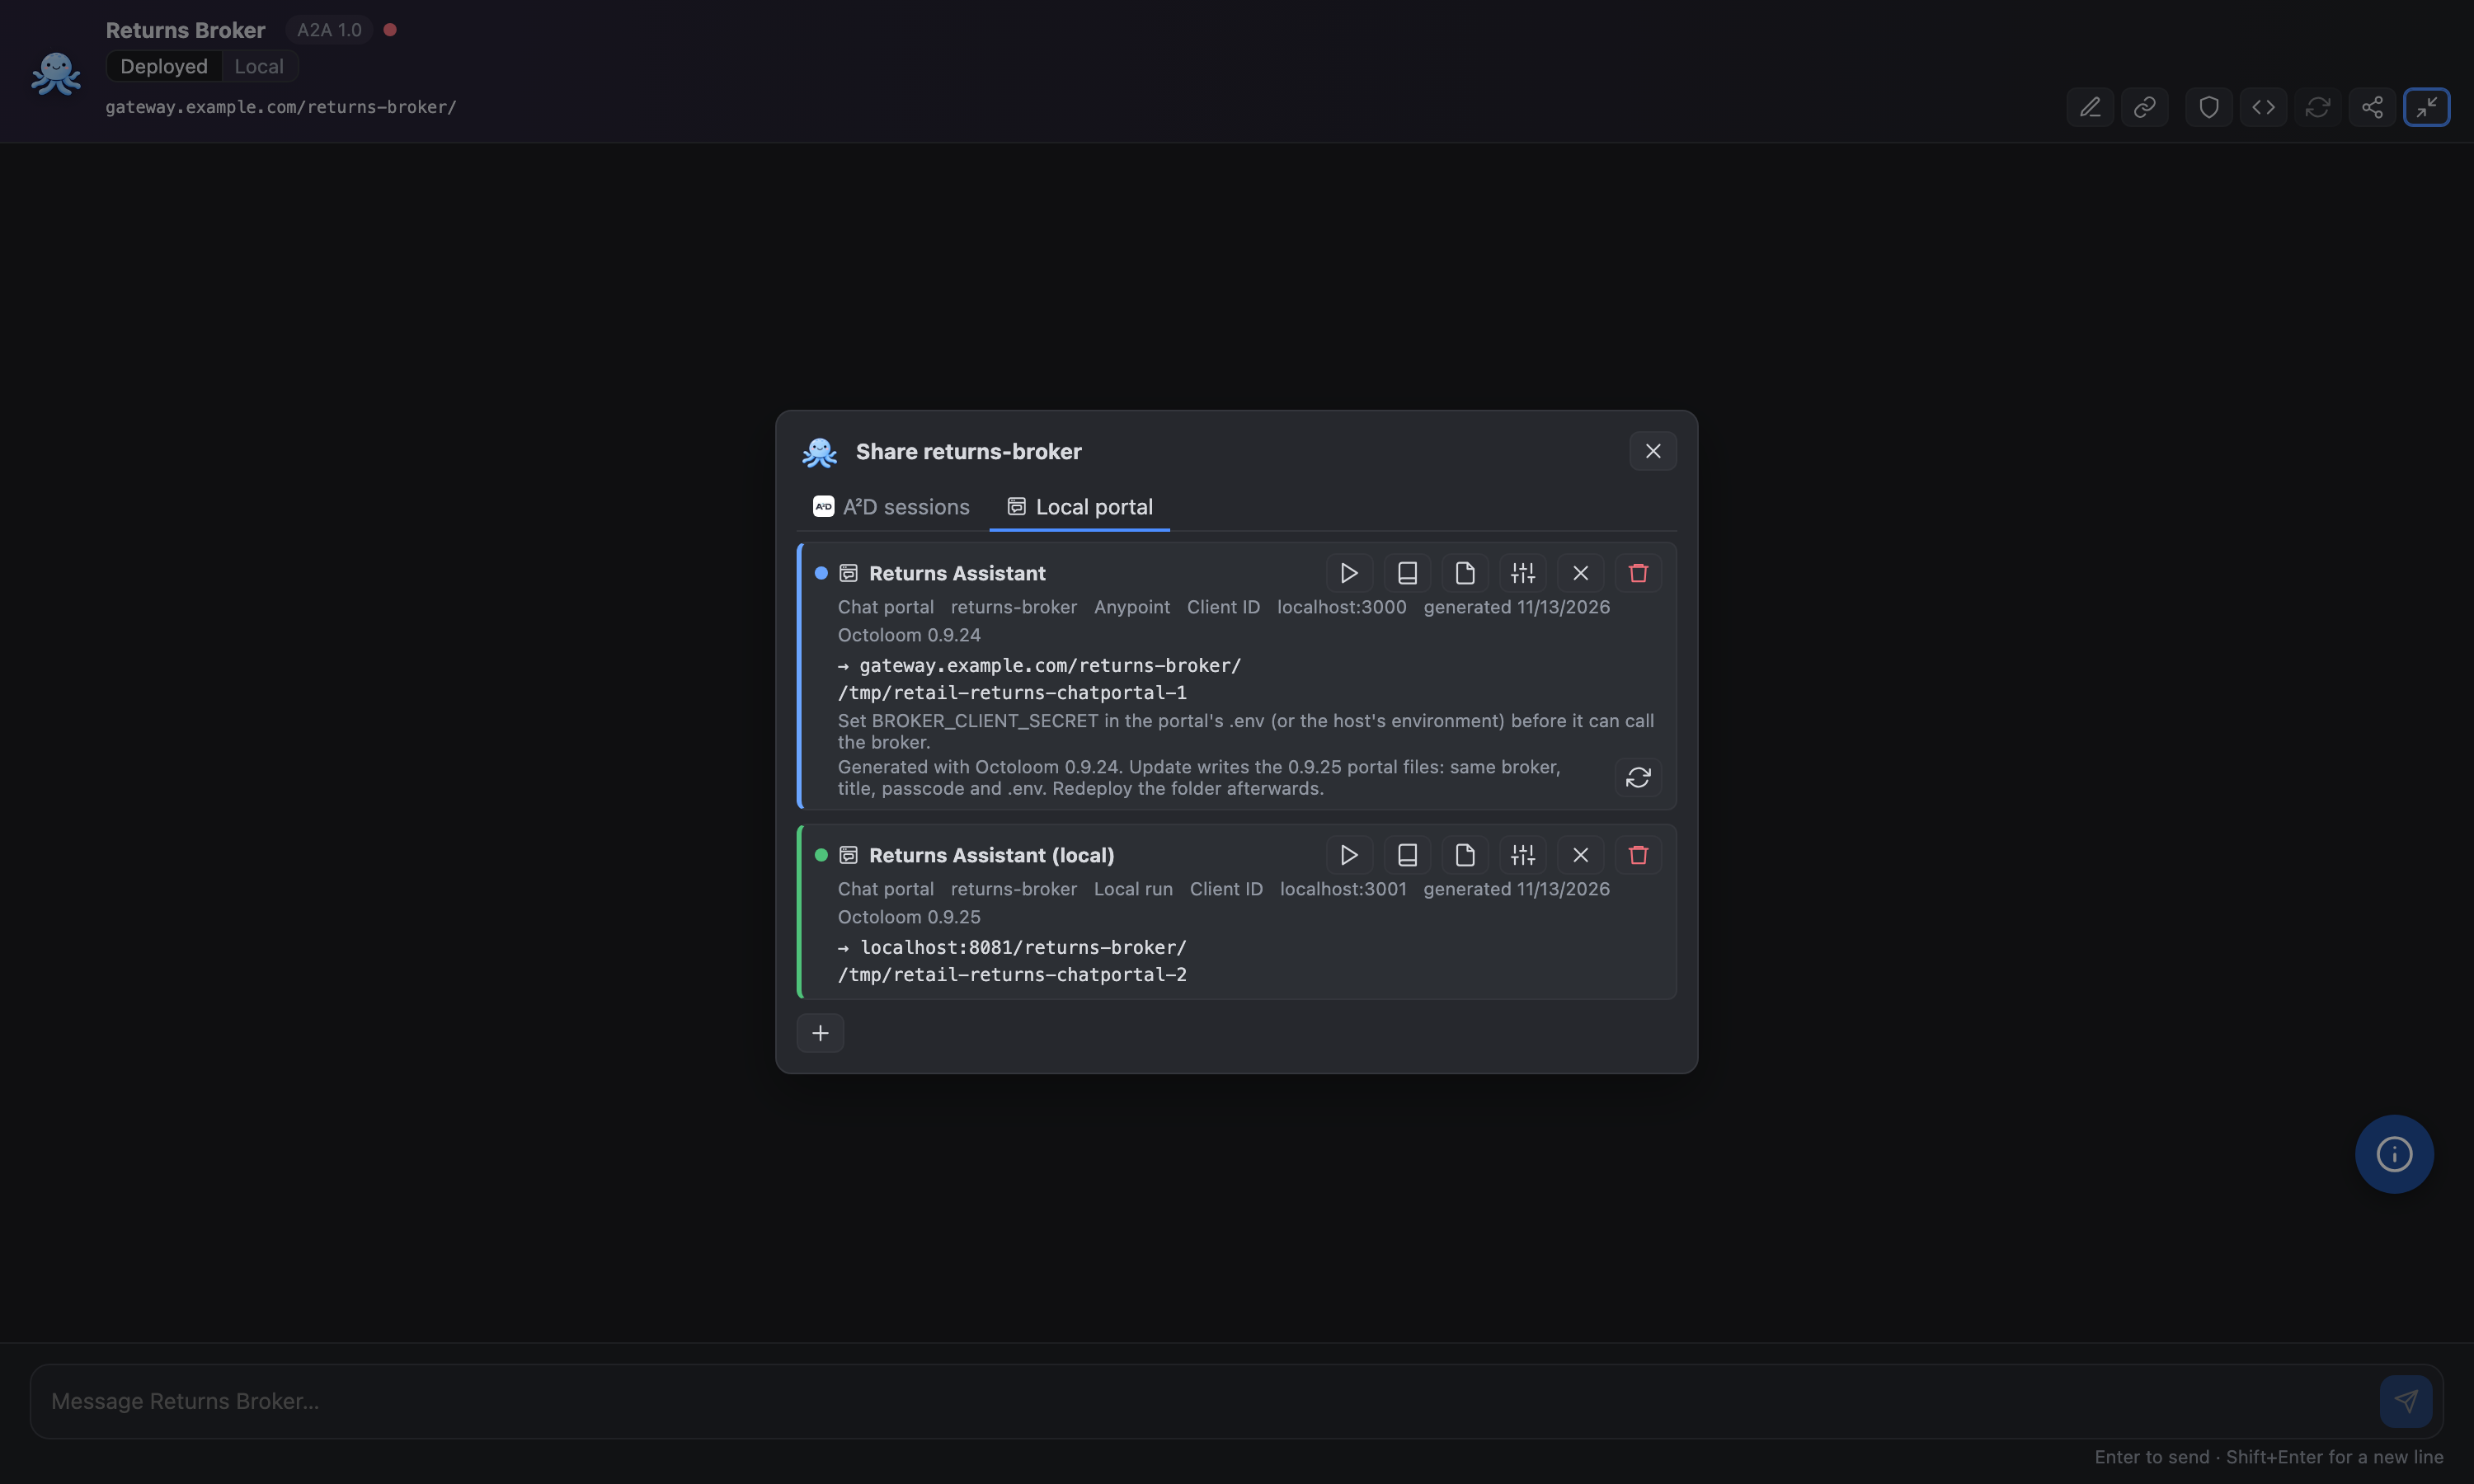 Returns Broker A2A 1.0
Deployed Local
gateway.example.com/returns-broker/
Share returns-broker
A²D A²D sessions Local portal
Returns Assistant
Chat portal returns-broker Anypoint Client ID localhost:3000 generated 11/13/2026
Octoloom 0.9.24
→ gateway.example.com/returns-broker/
/tmp/retail-returns-chatportal-1
Set BROKER_CLIENT_SECRET in the portal's .env (or the host's environment) before it can call
the broker.
Generated with Octoloom 0.9.24. Update writes the 0.9.25 portal files: same broker,
title, passcode and .env. Redeploy the folder afterwards.
Returns Assistant (local)
Chat portal returns-broker Local run Client ID localhost:3001 generated 11/13/2026
Octoloom 0.9.25
→ localhost:8081/returns-broker/
/tmp/retail-returns-chatportal-2
Message Returns Broker...
Enter to send · Shift+Enter for a new line